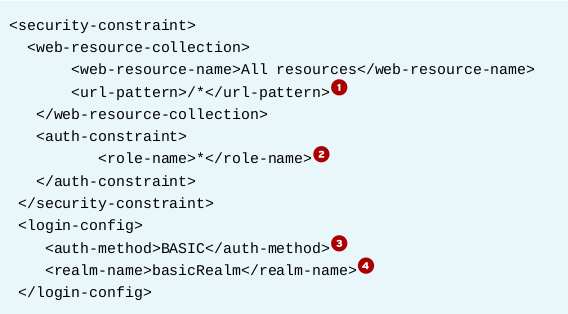 <security-constraint>
<web-resource-collection>
<web-resource-name>All resources</web-resource-name>
<url-pattern>/*</url-pattern> 1
</web-resource-collection>
<auth-constraint>
<role-name>*</role-name> 2
</auth-constraint>
</security-constraint>
<login-config>
<auth-method>BASIC</auth-method> 3
<realm-name>basicRealm</realm-name> 4
</login-config>